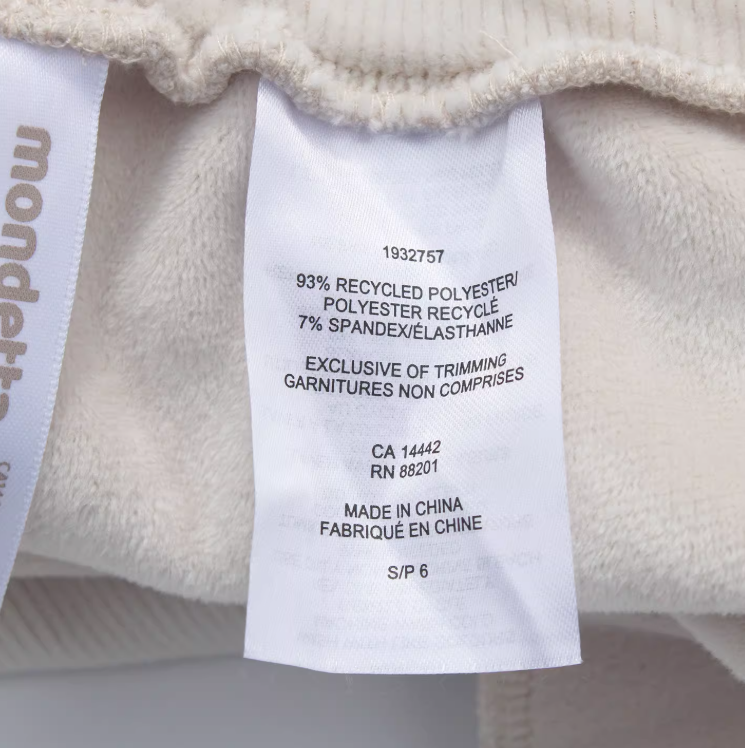 mondetta
1932757
93% RECYCLED POLYESTER/
POLYESTER RECYCLÉ
7% SPANDEX/ÉLASTHANNE
EXCLUSIVE OF TRIMMING
GARNITURES NON COMPRISES
CA 14442
RN 88201
MADE IN CHINA
FABRIQUÉ EN CHINE
S/P 6